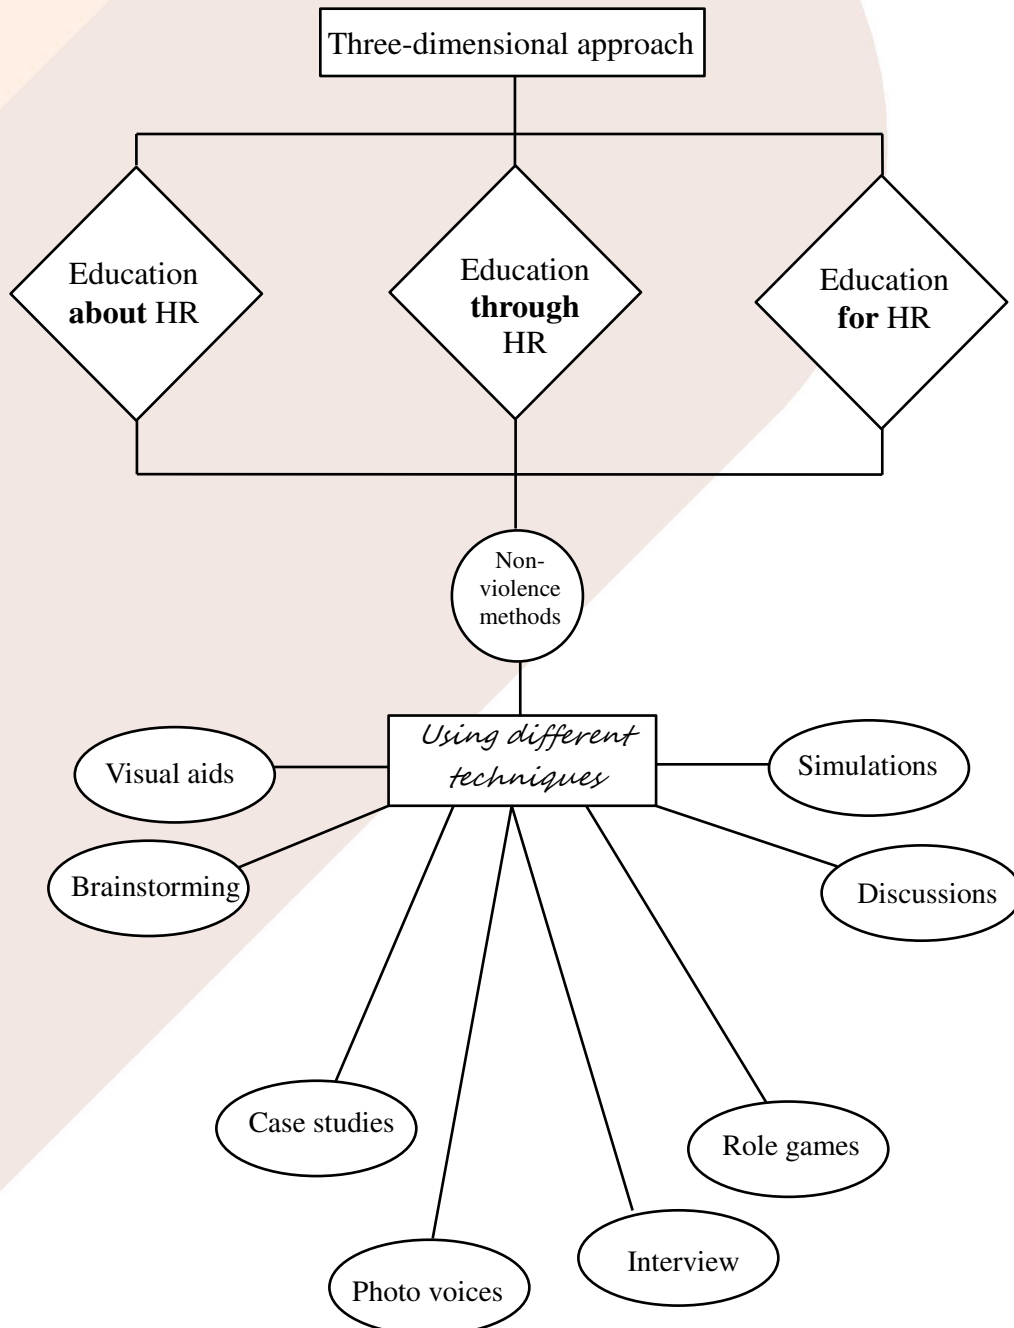 Three-dimensional approach
Education
about HR
Education
through
HR
Education
for HR
Non-
violence
methods
Using different
techniques
Visual aids
Simulations
Brainstorming
Discussions
Case studies
Role games
Photo voices
Interview